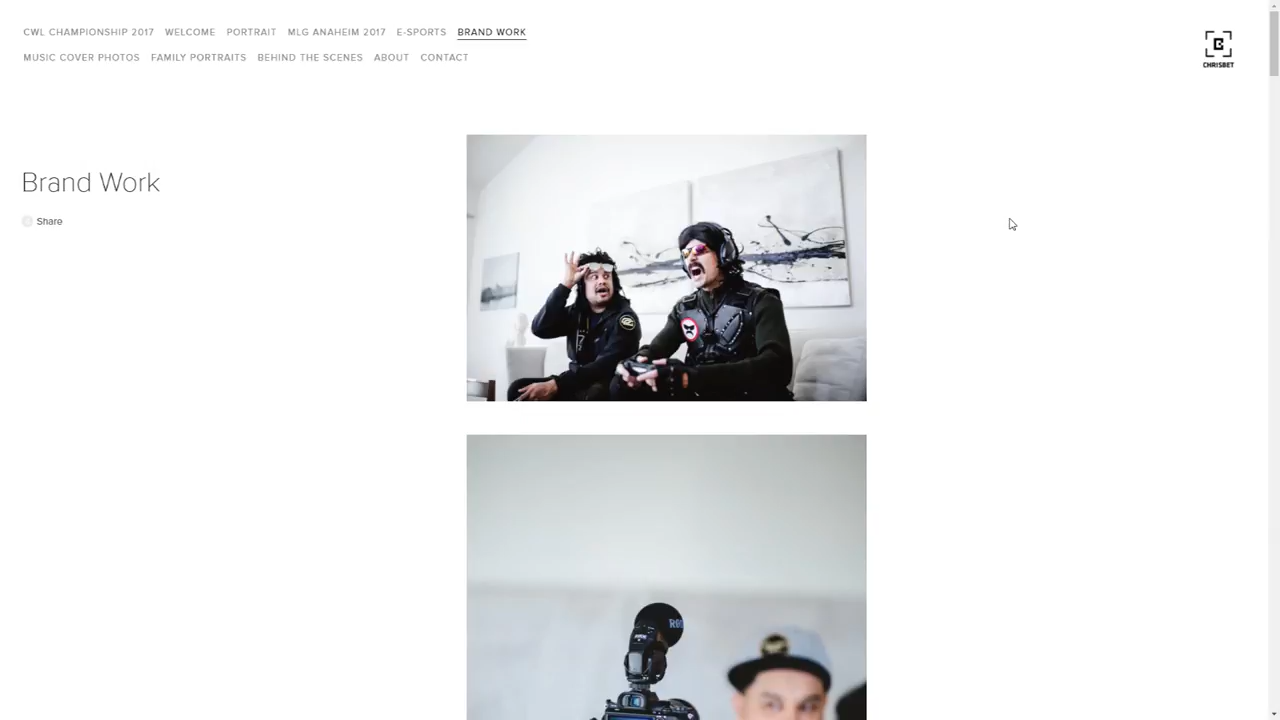 CWL CHAMPIONSHIP 2017 WELCOME PORTRAIT MLG ANAHEIM 2017 E-SPORTS BRAND WORK
MUSIC COVER PHOTOS FAMILY PORTRAITS BEHIND THE SCENES ABOUT CONTACT
CHRISBET
Brand Work
Share